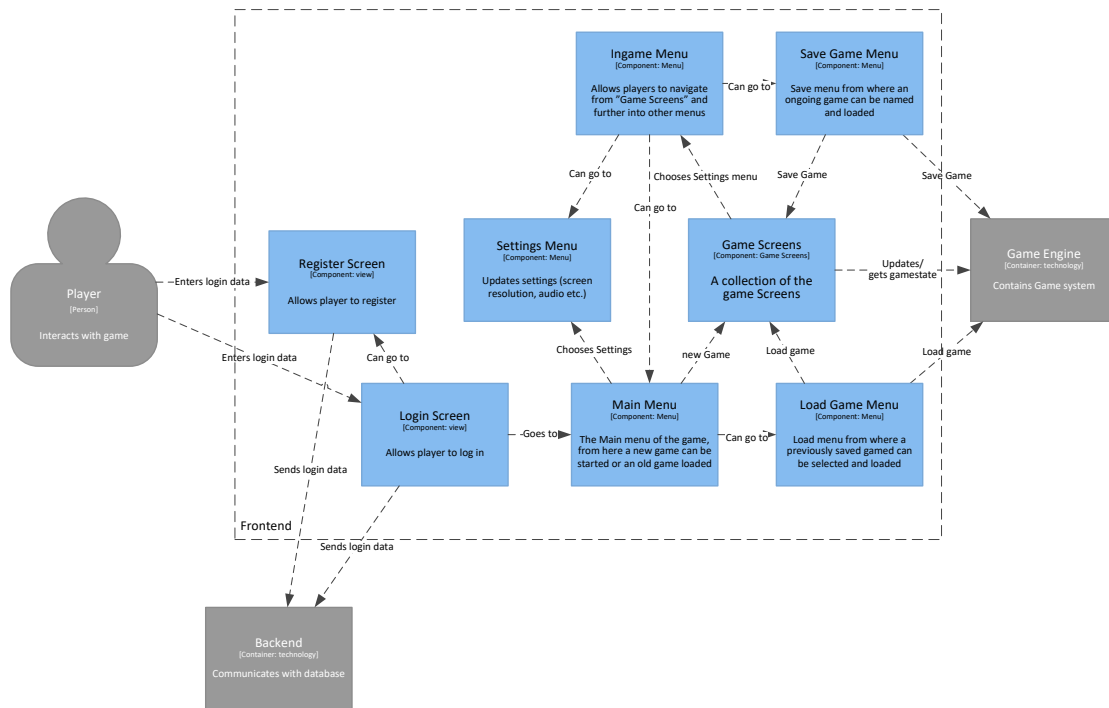 Ingame Menu
[Component: Menu]
Allows players to navigate
from "Game Screens" and
further into other menus
Can go to
Save Game Menu
[Component: Menu]
Save menu from where an
ongoing game can be named
and loaded
Can go to
Chooses Settings menu
Save Game
Save Game
Can go to
Player
[Person]
Interacts with game
Enters login data
Register Screen
[Component: view]
Allows player to register
Settings Menu
[Component: Menu]
Updates settings (screen
resolution, audio etc.)
Game Screens
[Component: Game Screens]
A collection of the
game Screens
Updates/
gets gamestate
Game Engine
[Container: technology]
Contains Game system
Enters login data
Can go to
Chooses Settings
new Game
Load game
Load game
Login Screen
[Component: view]
Allows player to log in
Goes to
Main Menu
[Component: Menu]
The Main menu of the game,
from here a new game can be
started or an old game loaded
Can go to
Load Game Menu
[Component: Menu]
Load menu from where a
previously saved gamed can
be selected and loaded
Sends login data
Frontend
Sends login data
Backend
[Container: technology]
Communicates with database